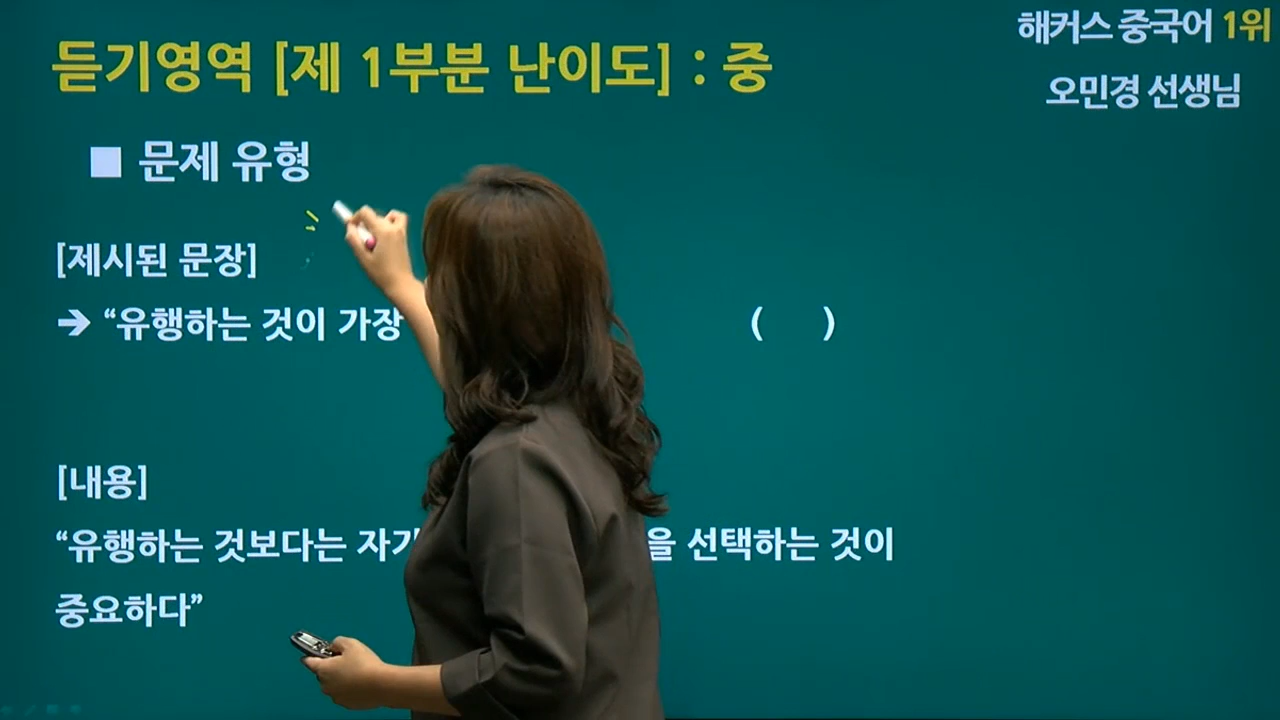 해커스 중국어 1위
오민경 선생님
듣기영역 [제 1부분 난이도] : 중
■ 문제 유형
[제시된 문장]
➔ “유행하는 것이 가장 ( )
[내용]
“유행하는 것보다는 자기 을 선택하는 것이
중요하다”